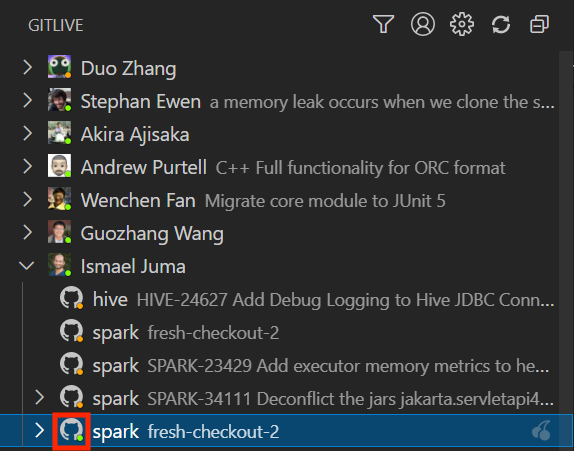 GITLIVE
Duo Zhang
Stephan Ewen a memory leak occurs when we clone the s...
Akira Ajisaka
Andrew Purtell C++ Full functionality for ORC format
Wenchen Fan Migrate core module to JUnit 5
Guozhang Wang
Ismael Juma
hive HIVE-24627 Add Debug Logging to Hive JDBC Conn...
spark fresh-checkout-2
spark SPARK-23429 Add executor memory metrics to he...
spark SPARK-34111 Deconflict the jars jakarta.servletapi4...
spark fresh-checkout-2